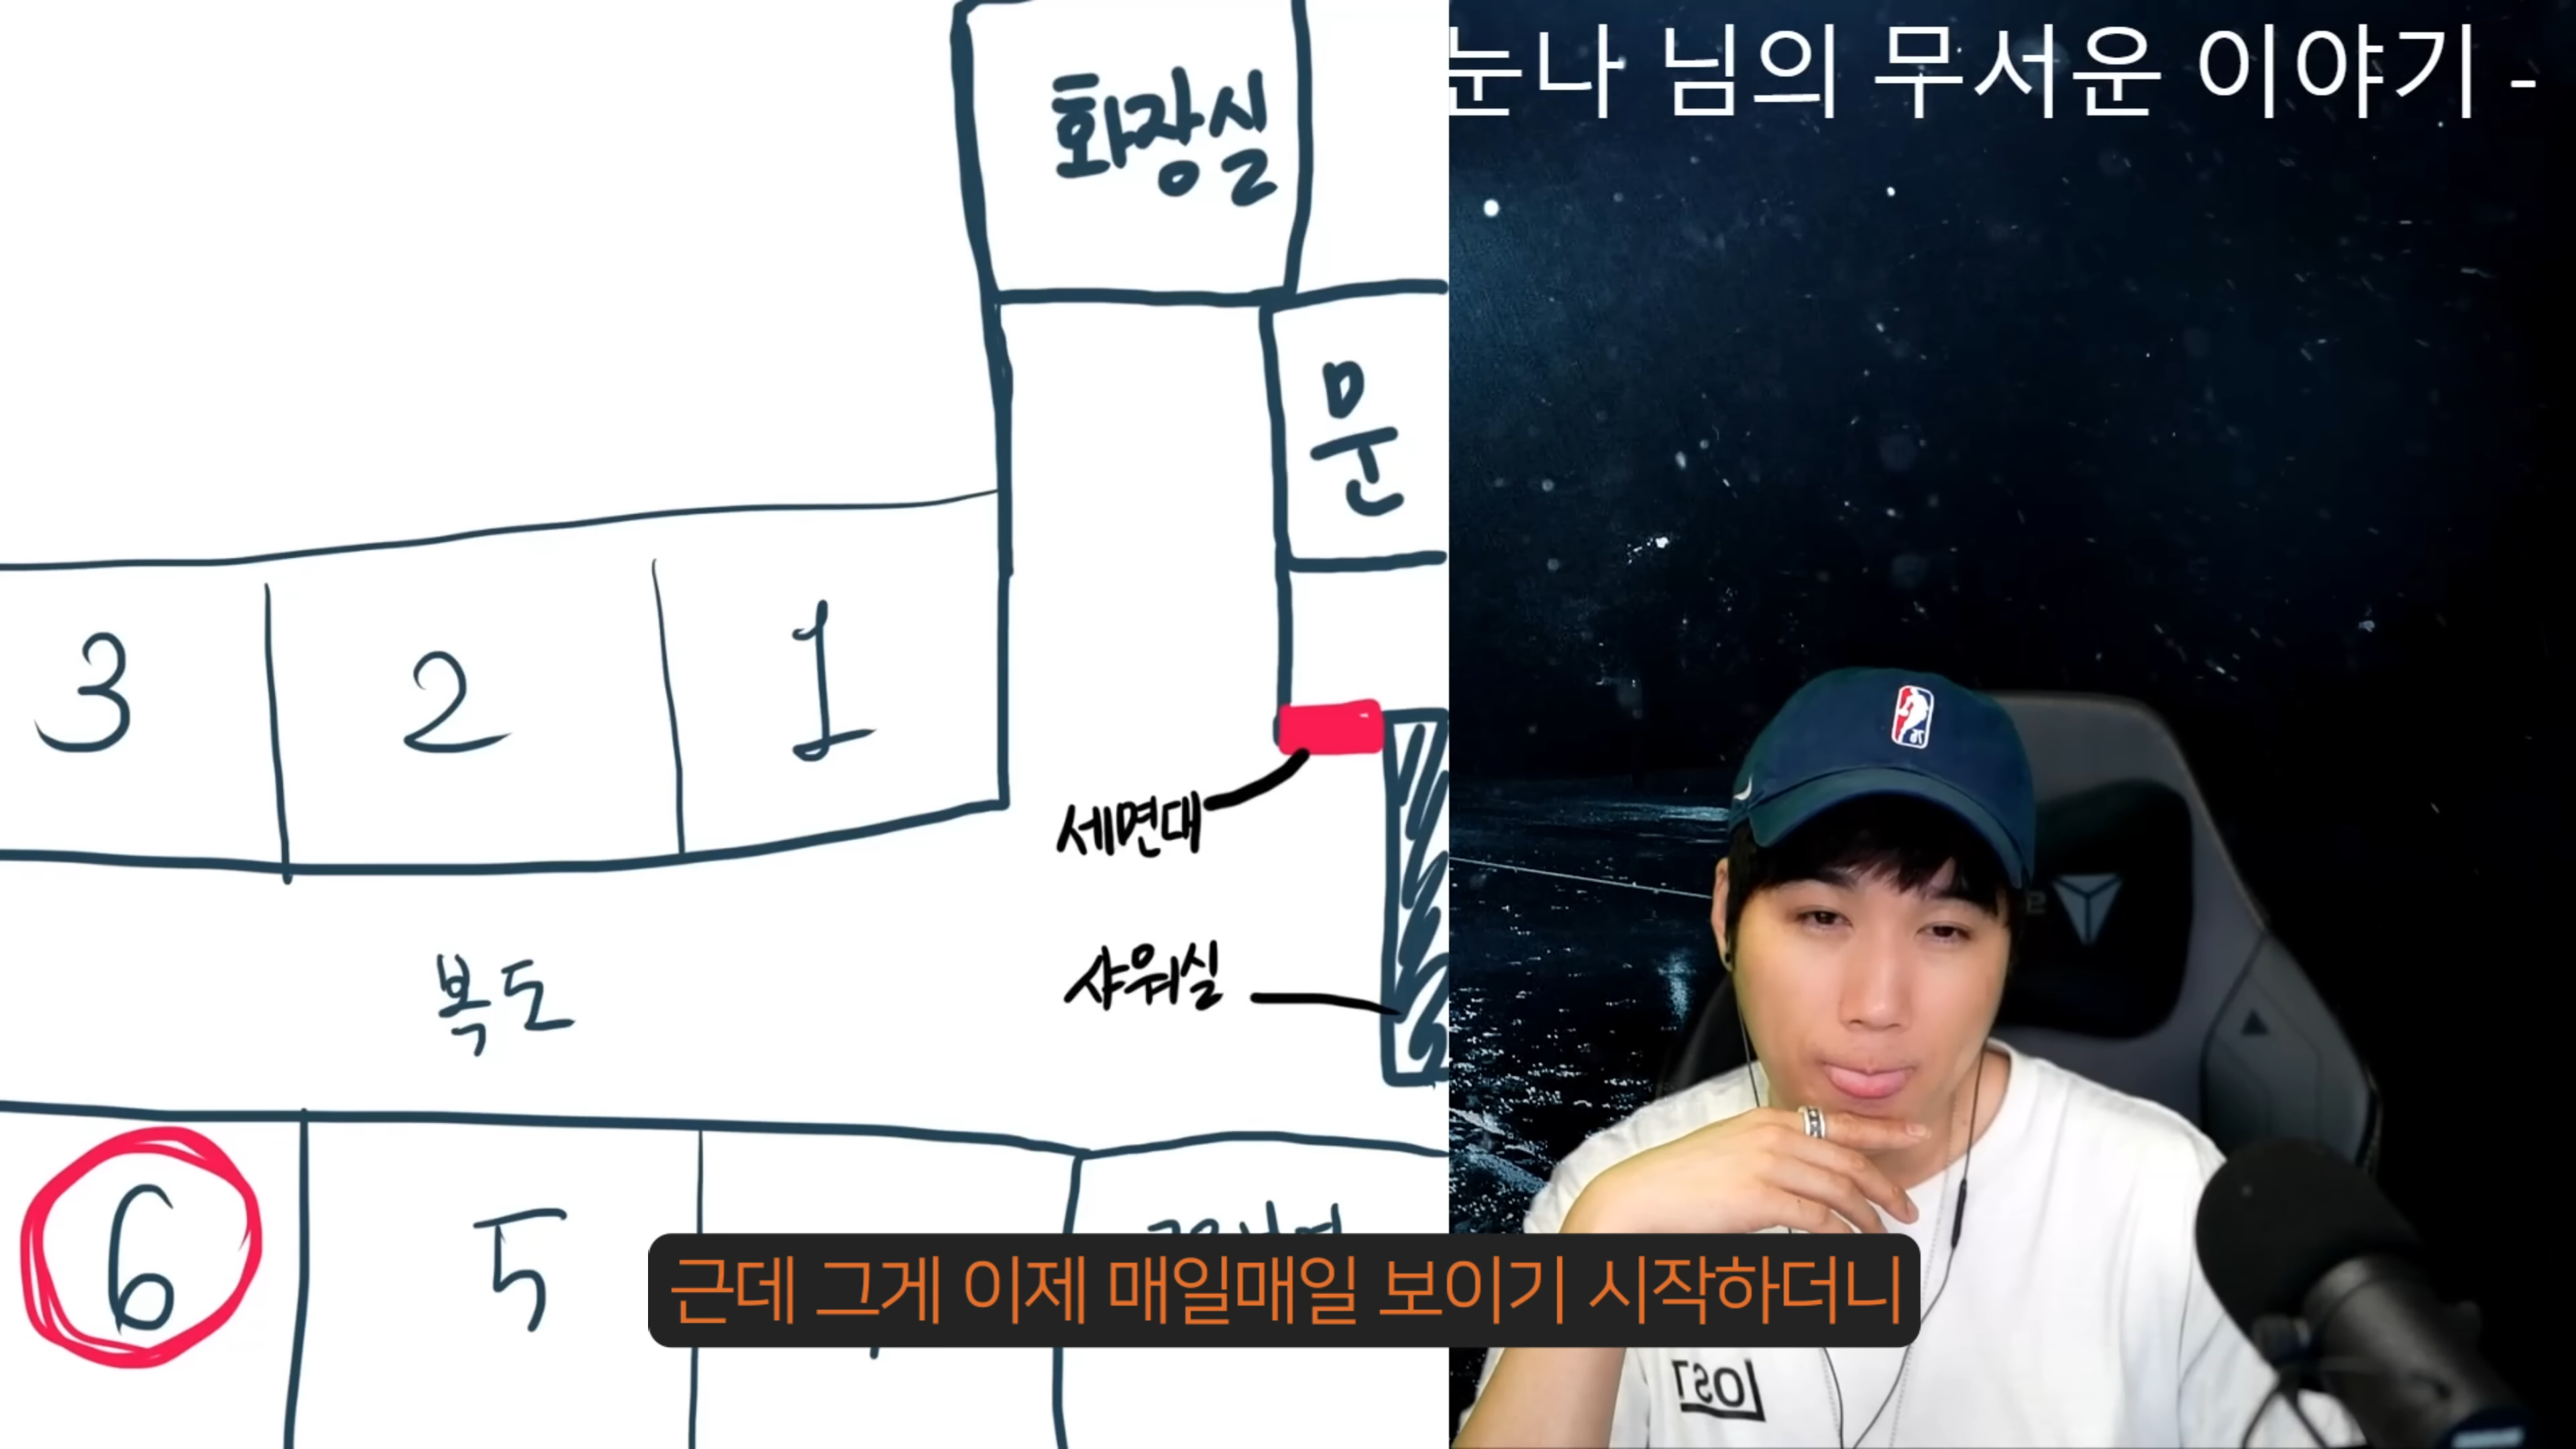 눈나 님의 무서운 이야기 -
화장실
문
3 2 1
세면대
복도
샤워실
6 5
근데 그게 이제 매일매일 보이기 시작하더니
LOST